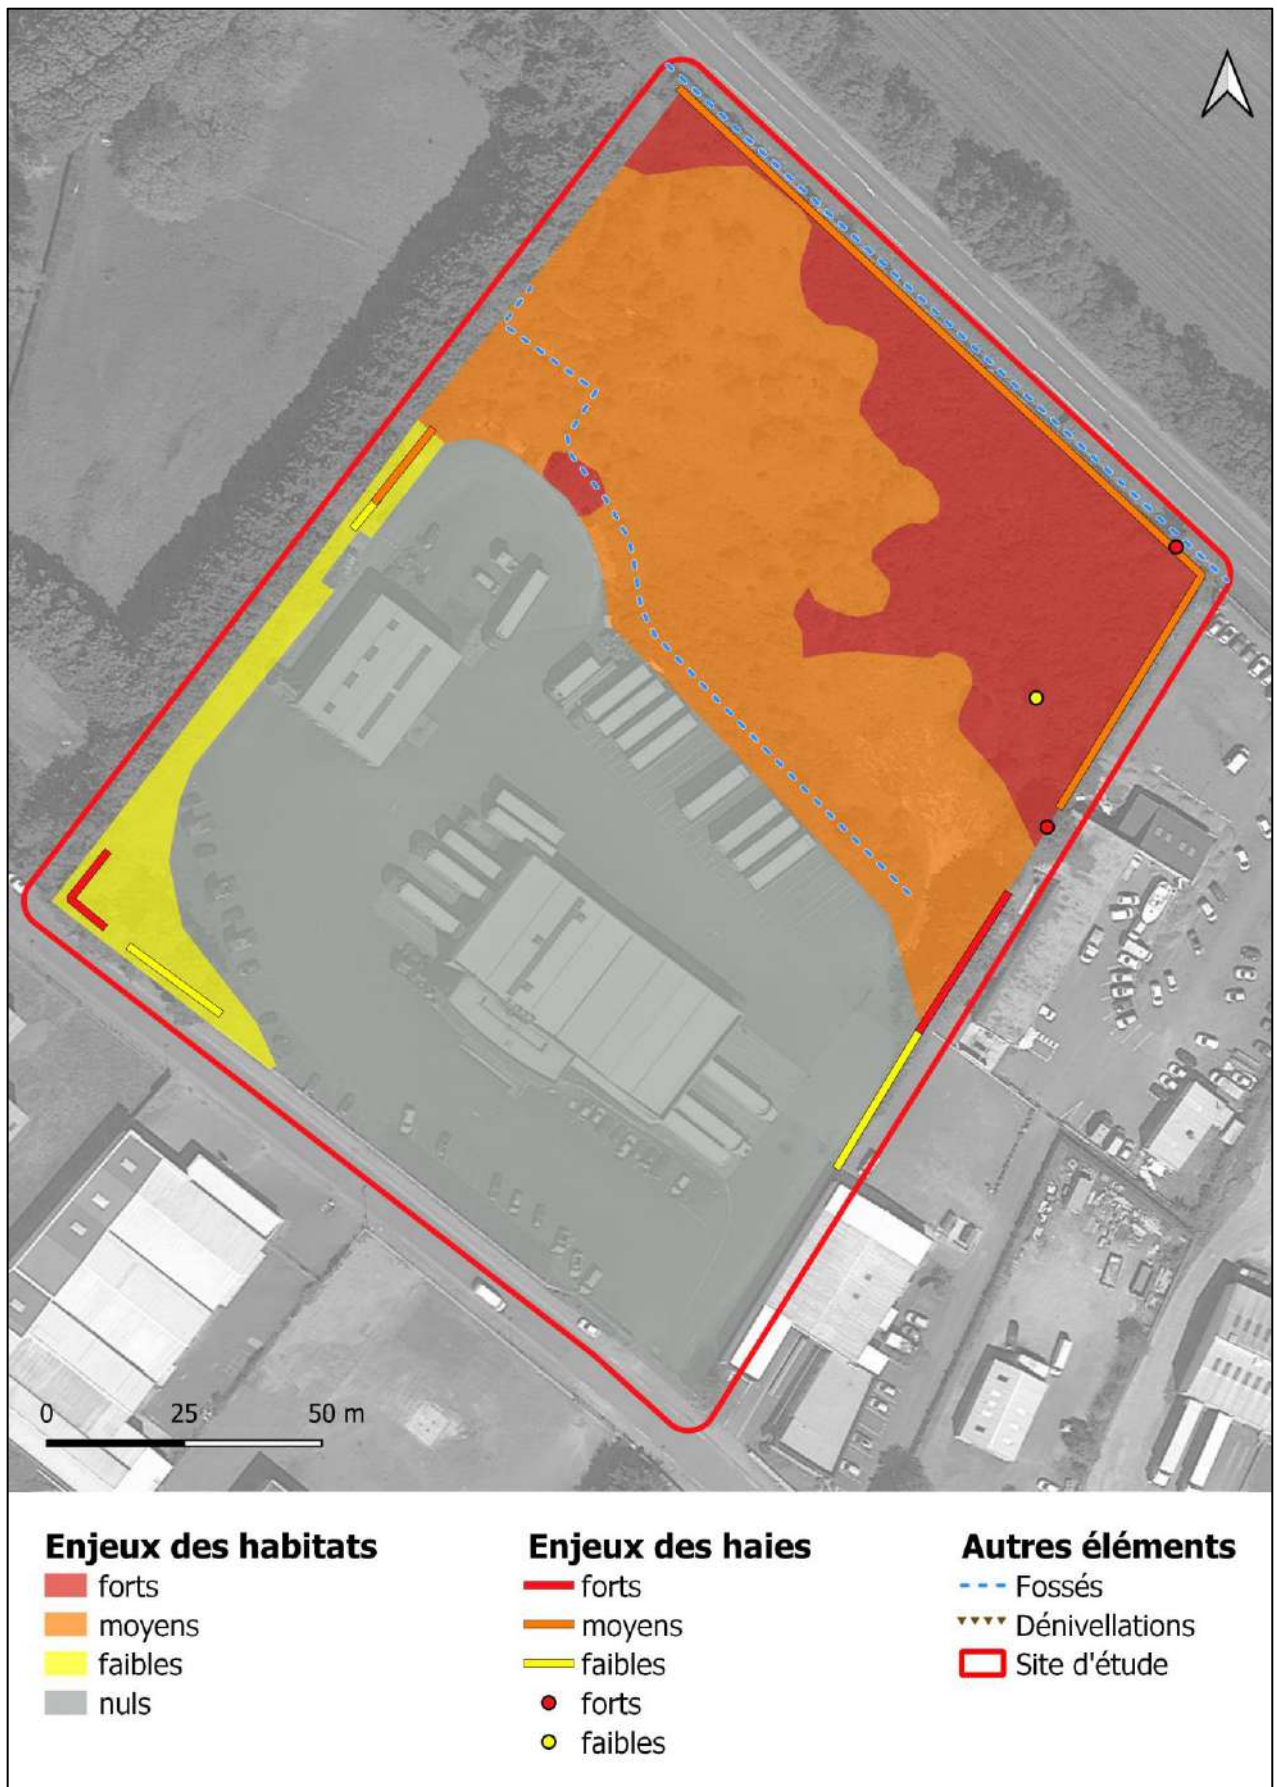 0 25 50 m
Enjeux des habitats
forts
moyens
faibles
nuls
Enjeux des haies
forts
moyens
faibles
forts
faibles
Autres éléments
Fossés
Dénivellations
Site d'étude